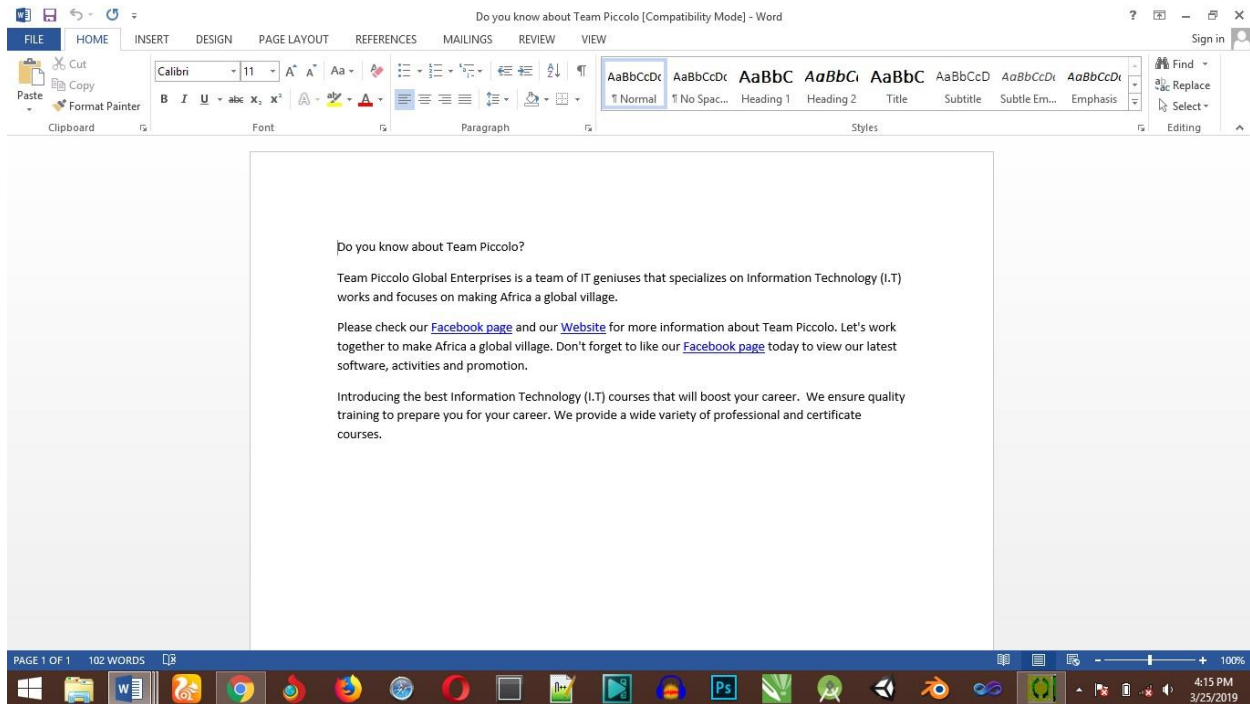 Do you know about Team Piccolo [Compatibility Mode] - Word
?
FILE HOME INSERT DESIGN PAGE LAYOUT REFERENCES MAILINGS REVIEW VIEW Sign in
Paste
Cut
Copy
Format Painter
Clipboard
Calibri 11
Font
Paragraph
AaBbCcDc AaBbCcDc AaBbC AaBbC AaBbC AaBbCcD AaBbCcDc AaBbCcDc
¶ Normal ¶ No Spac... Heading 1 Heading 2 Title Subtitle Subtle Em... Emphasis
Styles
Find
Replace
Select
Editing
Do you know about Team Piccolo?
Team Piccolo Global Enterprises is a team of IT geniuses that specializes on Information Technology (I.T)
works and focuses on making Africa a global village.
Please check our Facebook page and our Website for more information about Team Piccolo. Let's work
together to make Africa a global village. Don't forget to like our Facebook page today to view our latest
software, activities and promotion.
Introducing the best Information Technology (I.T) courses that will boost your career.  We ensure quality
training to prepare you for your career. We provide a wide variety of professional and certificate
courses.
PAGE 1 OF 1 102 WORDS 100%
4:15 PM
3/25/2019